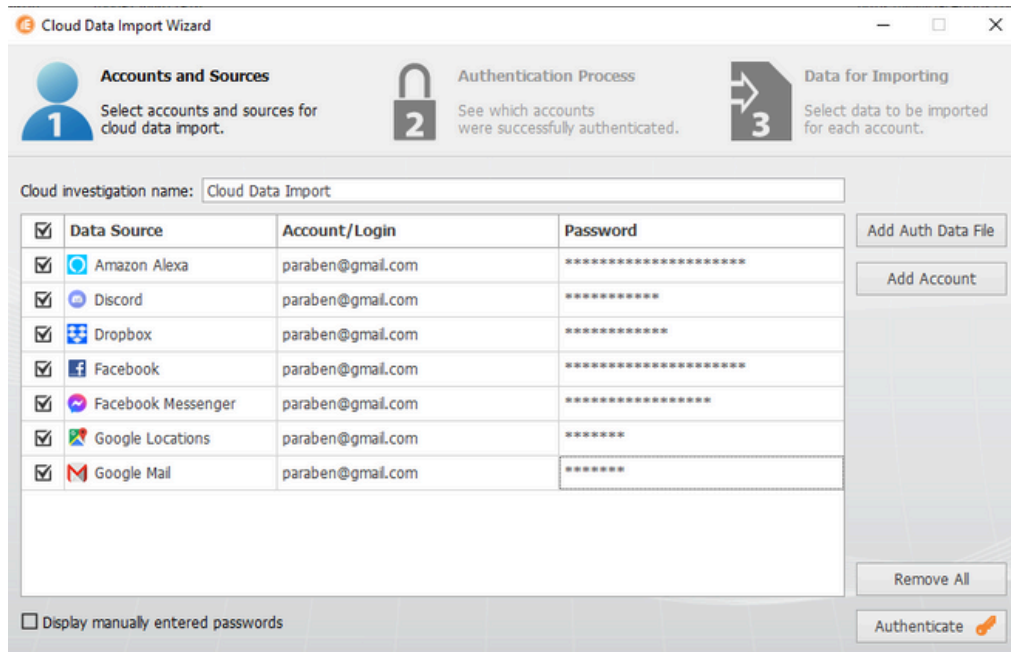 Cloud Data Import Wizard
1
Accounts and Sources
Select accounts and sources for
cloud data import.
2
Authentication Process
See which accounts
were successfully authenticated.
3
Data for Importing
Select data to be imported
for each account.
Cloud investigation name: Cloud Data Import
Data Source Account/Login Password
Amazon Alexa paraben@gmail.com *********************
Discord paraben@gmail.com ***********
Dropbox paraben@gmail.com ************
Facebook paraben@gmail.com *********************
Facebook Messenger paraben@gmail.com *****************
Google Locations paraben@gmail.com *******
Google Mail paraben@gmail.com *******
Add Auth Data File
Add Account
Remove All
Display manually entered passwords
Authenticate